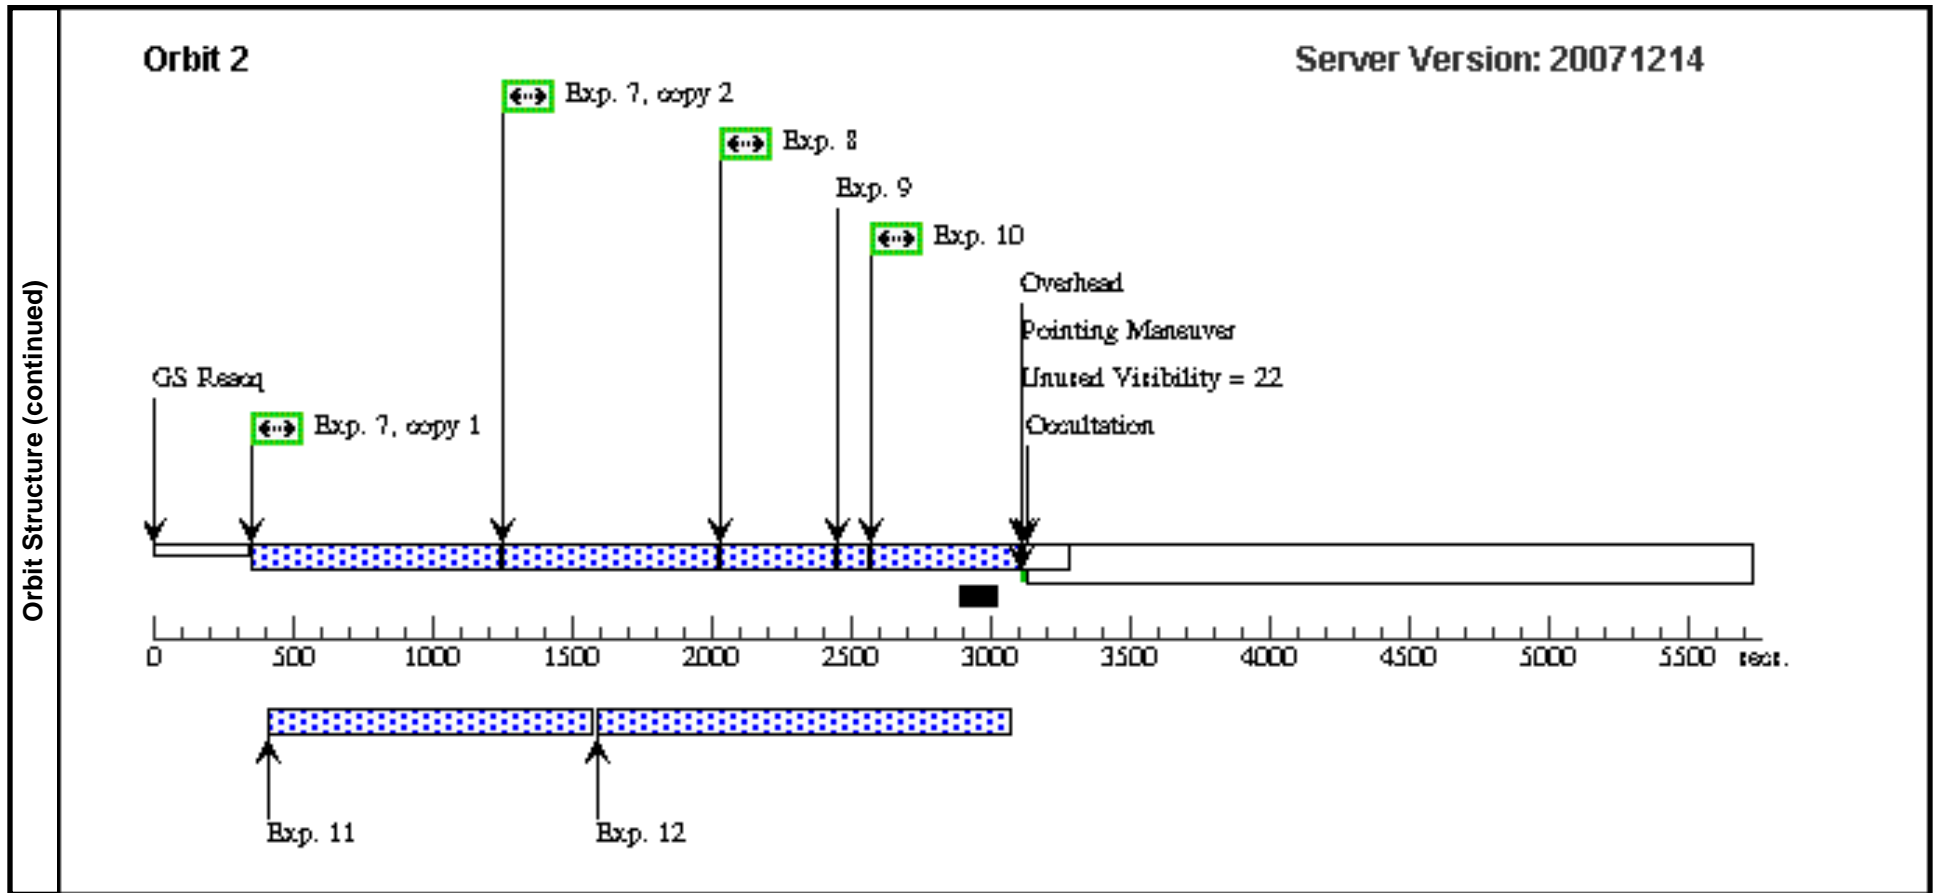 Orbit Structure (continued)
Orbit 2
Server Version: 20071214
Exp. 7, copy 2
Exp. 8
Exp. 9
Exp. 10
Overhead
Pointing Maneuver
GS Reacq
Unused Visibility = 22
Exp. 7, copy 1
Occultation
0 500 1000 1500 2000 2500 3000 3500 4000 4500 5000 5500 secs.
Exp. 11
Exp. 12